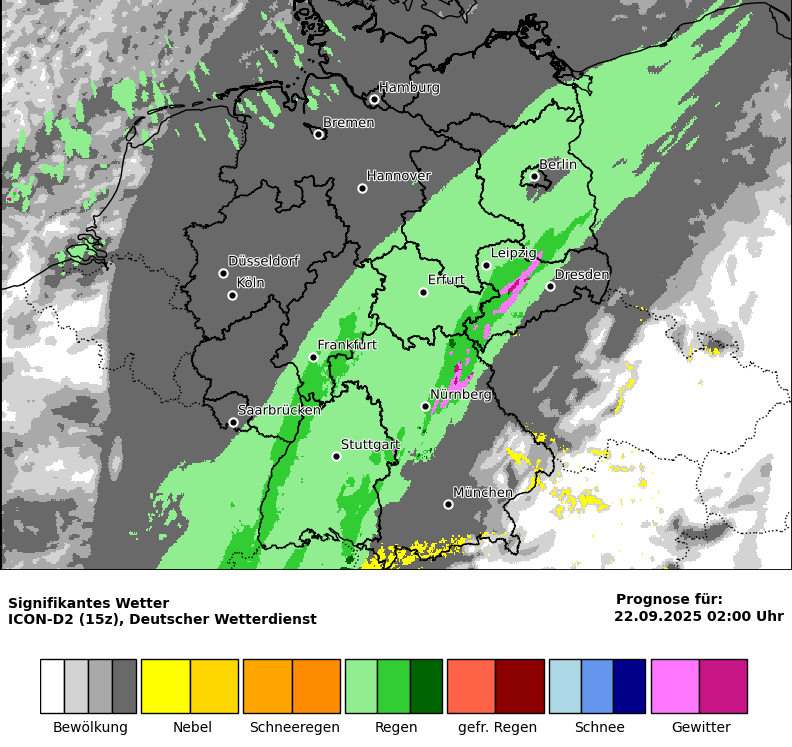 Hamburg
Bremen
Berlin
Hannover
Leipzig
Düsseldorf
Dresden
Köln
Erfurt
Frankfurt
Nürnberg
Saarbrücken
Stuttgart
München
Signifikantes Wetter
ICON-D2 (15z), Deutscher Wetterdienst
Prognose für:
22.09.2025 02:00 Uhr
Bewölkung Nebel Schneeregen Regen gefr. Regen Schnee Gewitter